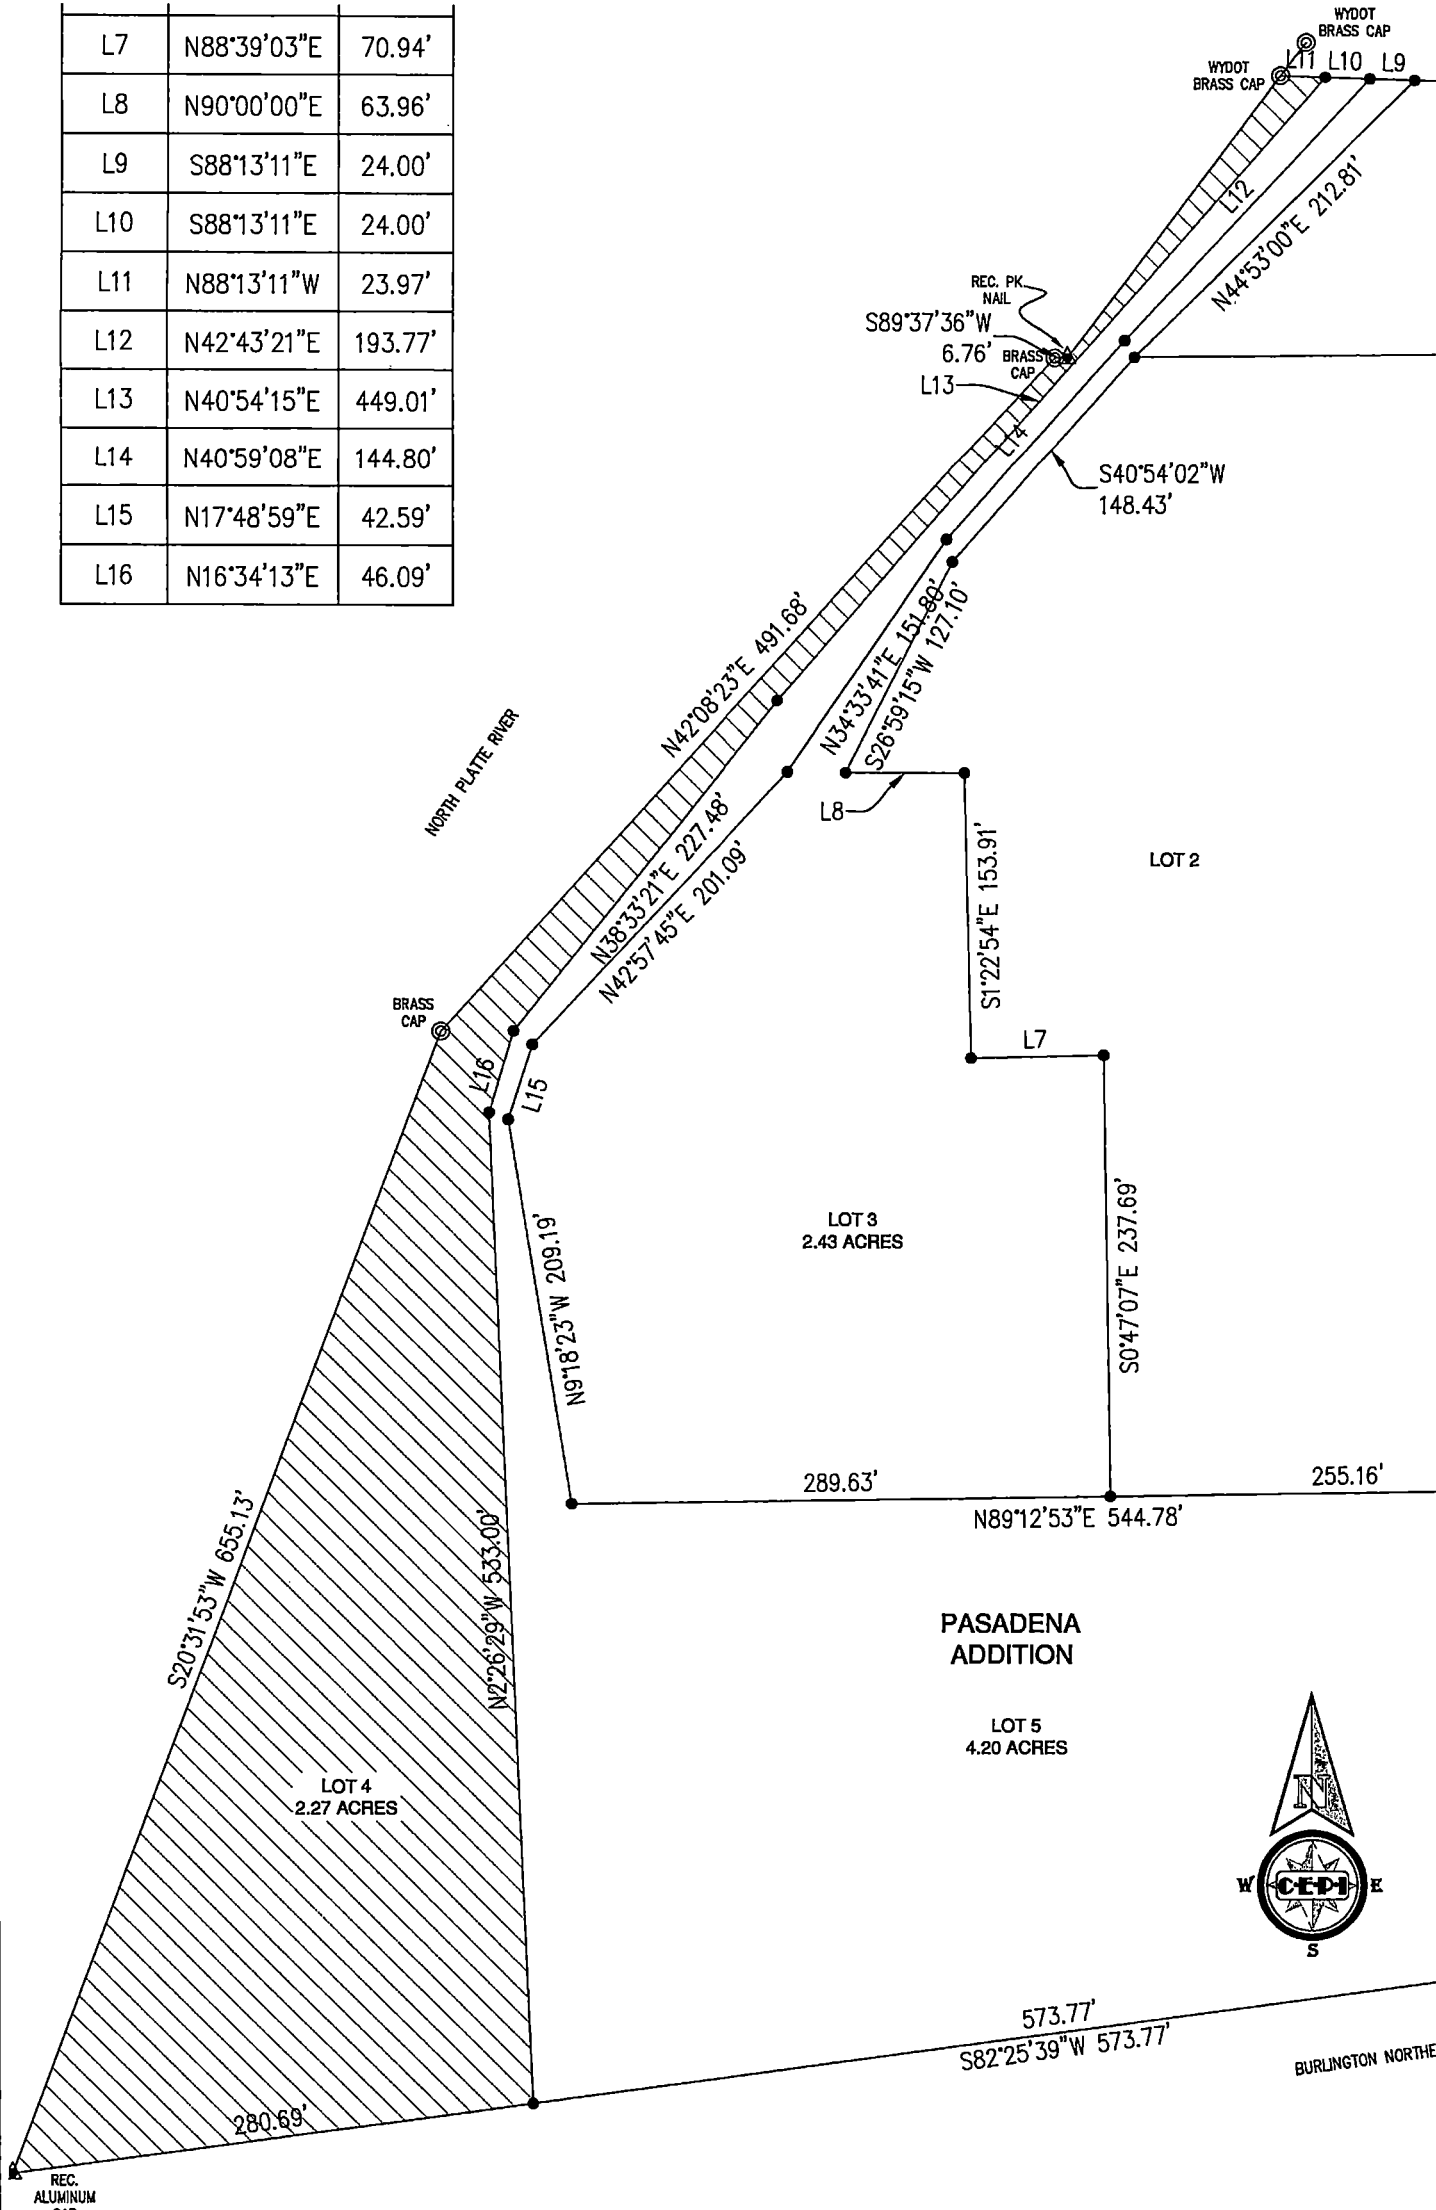 L7 N88°39'03"E 70.94'
L8 N90°00'00"E 63.96'
L9 S88°13'11"E 24.00'
L10 S88°13'11"E 24.00'
L11 N88°13'11"W 23.97'
L12 N42°43'21"E 193.77'
L13 N40°54'15"E 449.01'
L14 N40°59'08"E 144.80'
L15 N17°48'59"E 42.59'
L16 N16°34'13"E 46.09'
WYDOT
BRASS CAP
WYDOT
BRASS CAP
L11 L10 L9
L12
N44°53'00"E 212.81'
REC. PK
NAIL
S89°37'36"W
6.76'
BRASS
CAP
L13
L14
S40°54'02"W
148.43'
N42°08'23"E 491.68'
N34°33'41"E 151.80'
S26°59'15"W 127.10'
NORTH PLATTE RIVER
L8
N38°33'21"E 227.48'
N42°57'45"E 201.09'
S1°22'54"E 153.91'
LOT 2
BRASS
CAP
L7
L16
L15
LOT 3
2.43 ACRES
N9°18'23"W 209.19'
S0°47'07"E 237.69'
289.63'
255.16'
N89°12'53"E 544.78'
S20°31'53"W 655.13'
N2°26'29"W 533.00'
PASADENA
ADDITION
LOT 5
4.20 ACRES
LOT 4
2.27 ACRES
N
W C·E·P·I E
S
573.77'
S82°25'39"W 573.77'
BURLINGTON NORTHE
280.69'
REC.
ALUMINUM